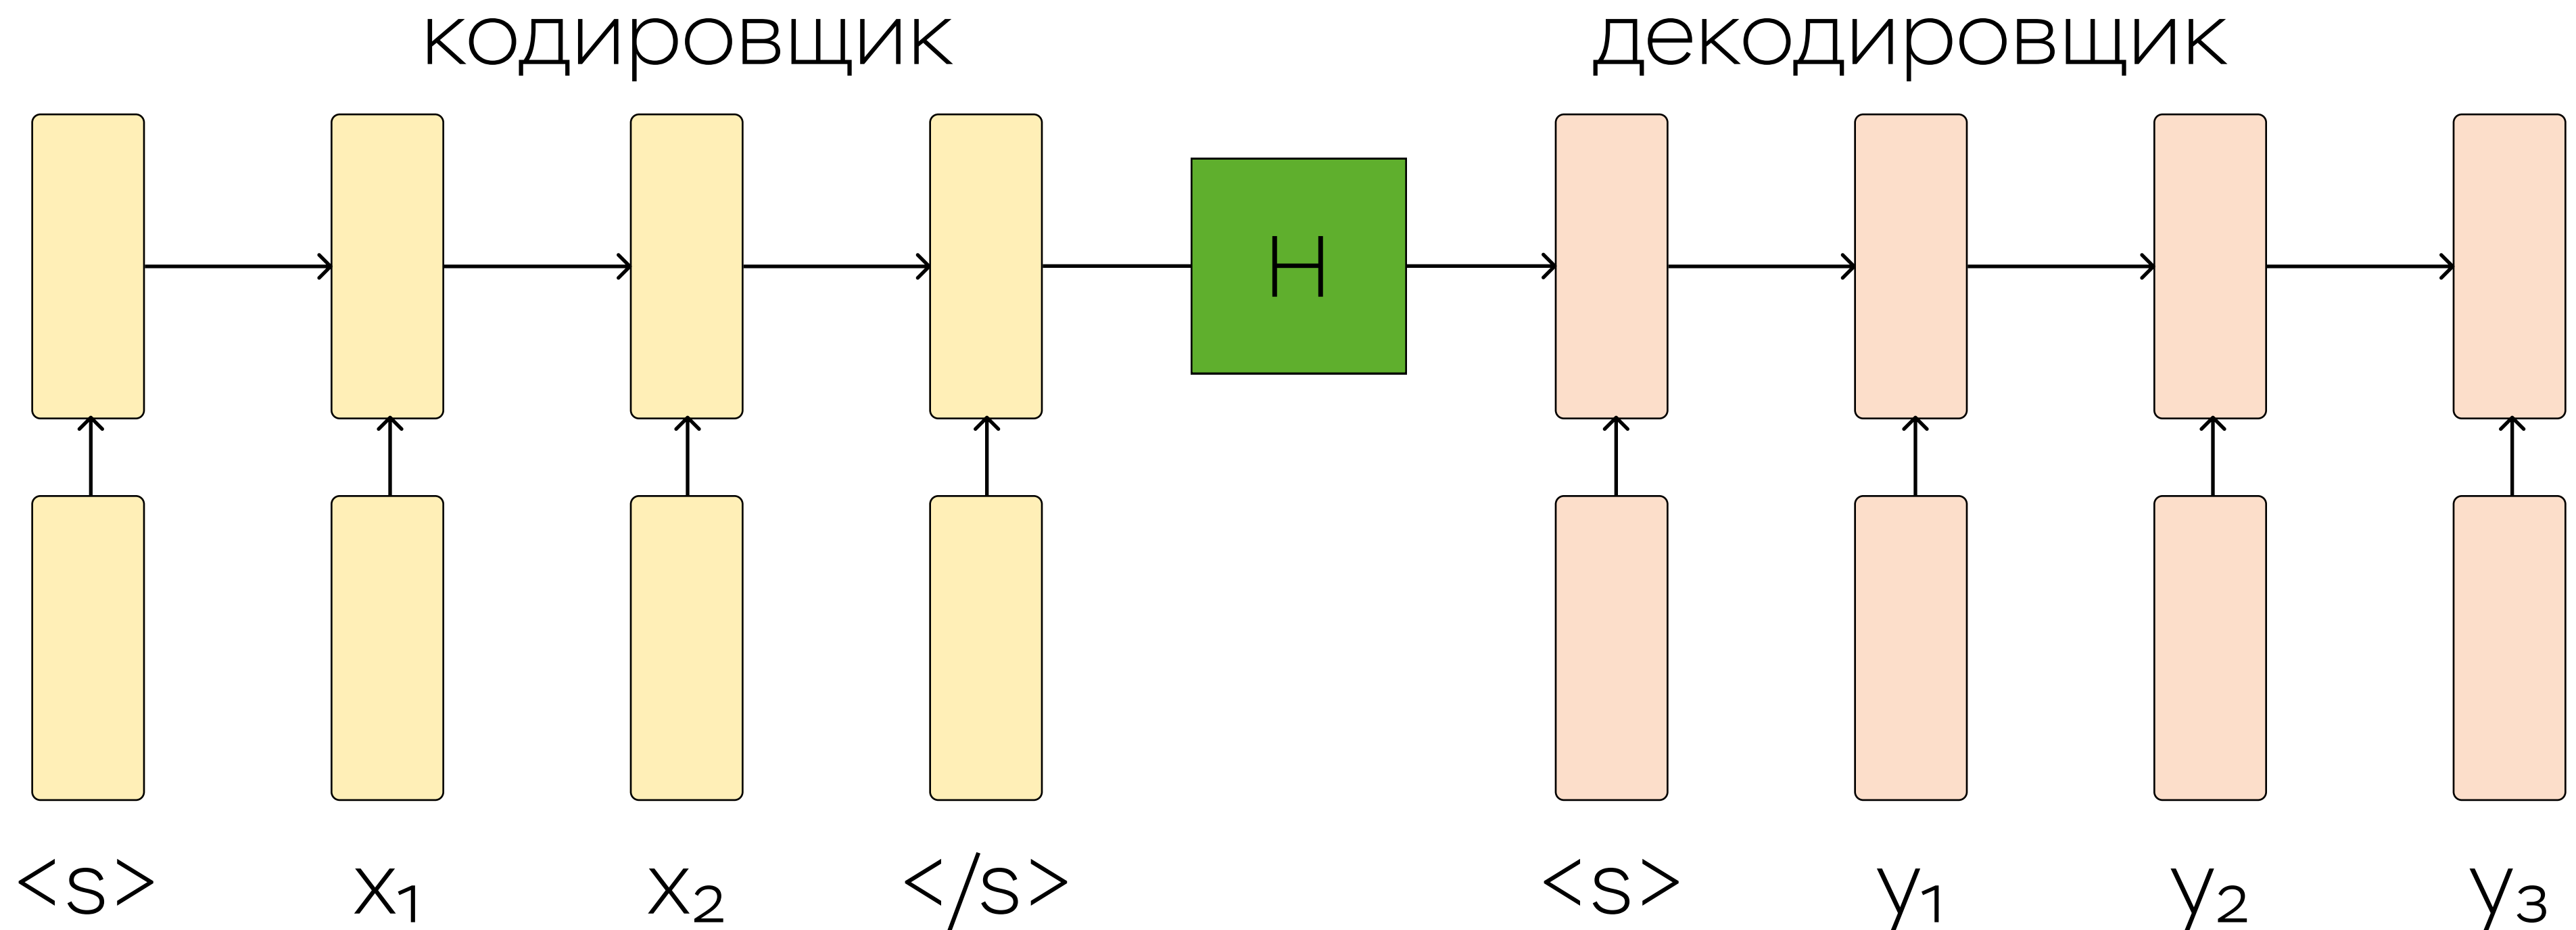 кодировщик декодировщик
H
<s> x₁ x₂ </s> <s> y₁ y₂ y₃